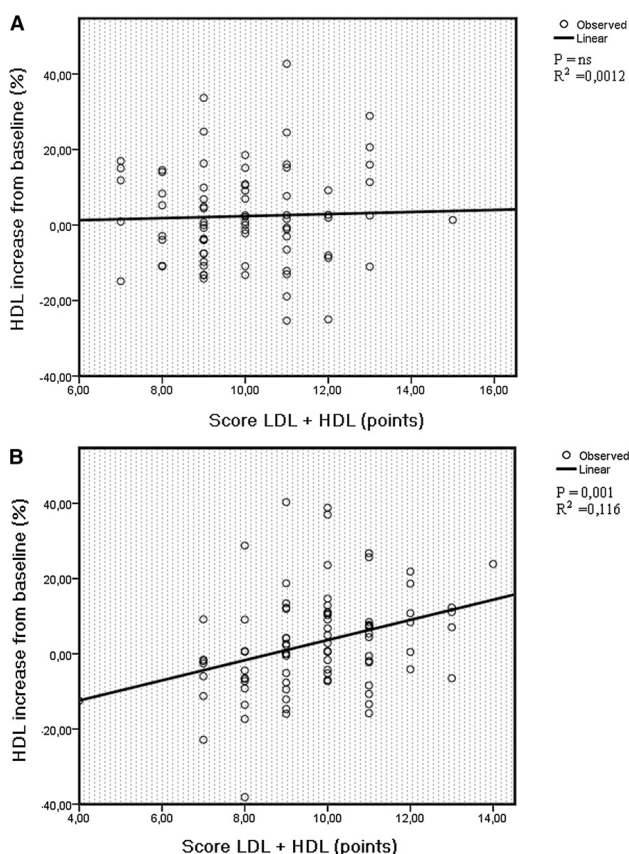 A
Observed
Linear
P = ns
R² =0,0012
HDL increase from baseline (%)
40,00
20,00
0,00
-20,00
-40,00
6,00 8,00 10,00 12,00 14,00 16,00
Score LDL + HDL (points)
B
Observed
Linear
P = 0,001
R² =0,116
HDL increase from baseline (%)
40,00
20,00
0,00
-20,00
-40,00
4,00 6,00 8,00 10,00 12,00 14,00
Score LDL + HDL (points)